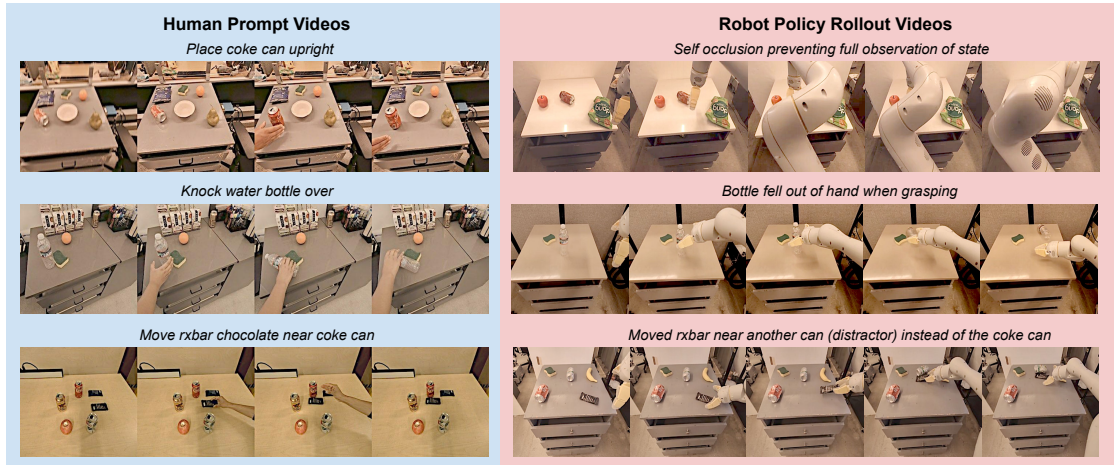 Human Prompt Videos
Place coke can upright
Knock water bottle over
Move rxbar chocolate near coke can
Robot Policy Rollout Videos
Self occlusion preventing full observation of state
Bottle fell out of hand when grasping
Moved rxbar near another can (distractor) instead of the coke can